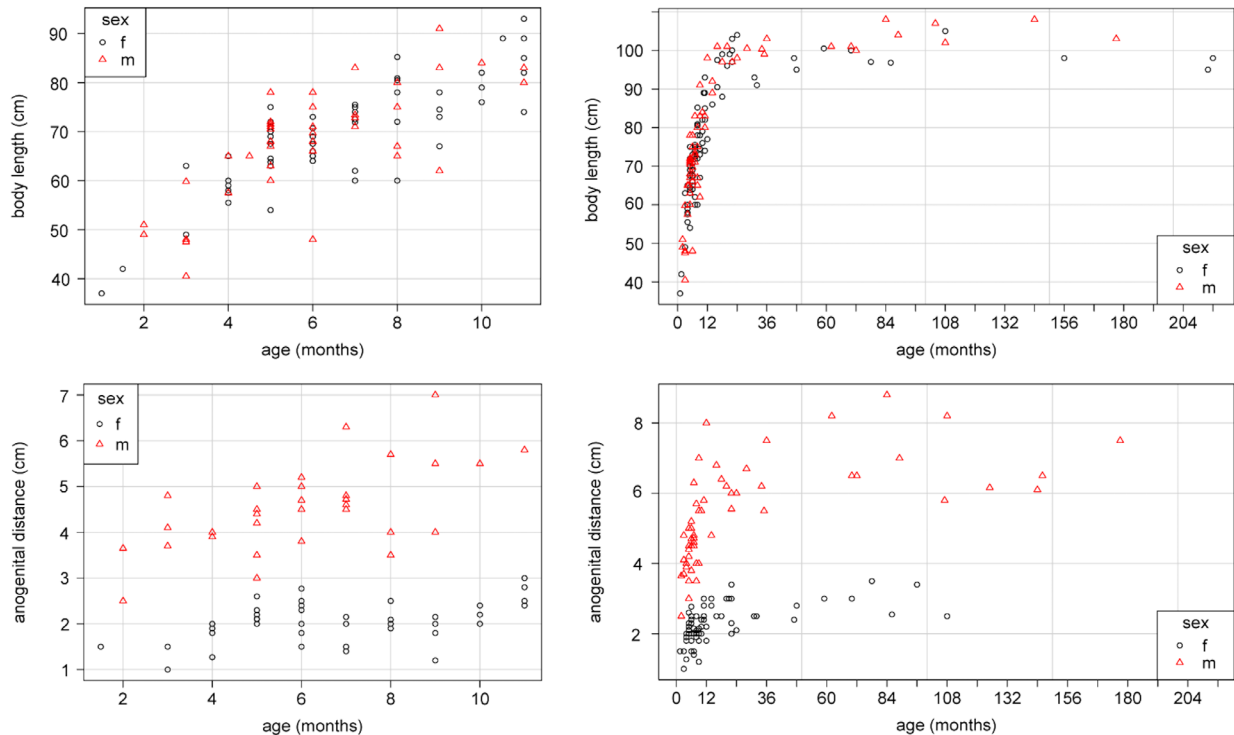 sex
f
m
body length (cm)
90
80
70
60
50
40
2 4 6 8 10
age (months)
body length (cm)
100
90
80
70
60
50
40
sex
f
m
0 12 36 60 84 108 132 156 180 204
age (months)
sex
f
m
anogenital distance (cm)
7
6
5
4
3
2
1
2 4 6 8 10
age (months)
anogenital distance (cm)
8
6
4
2
sex
f
m
0 12 36 60 84 108 132 156 180 204
age (months)